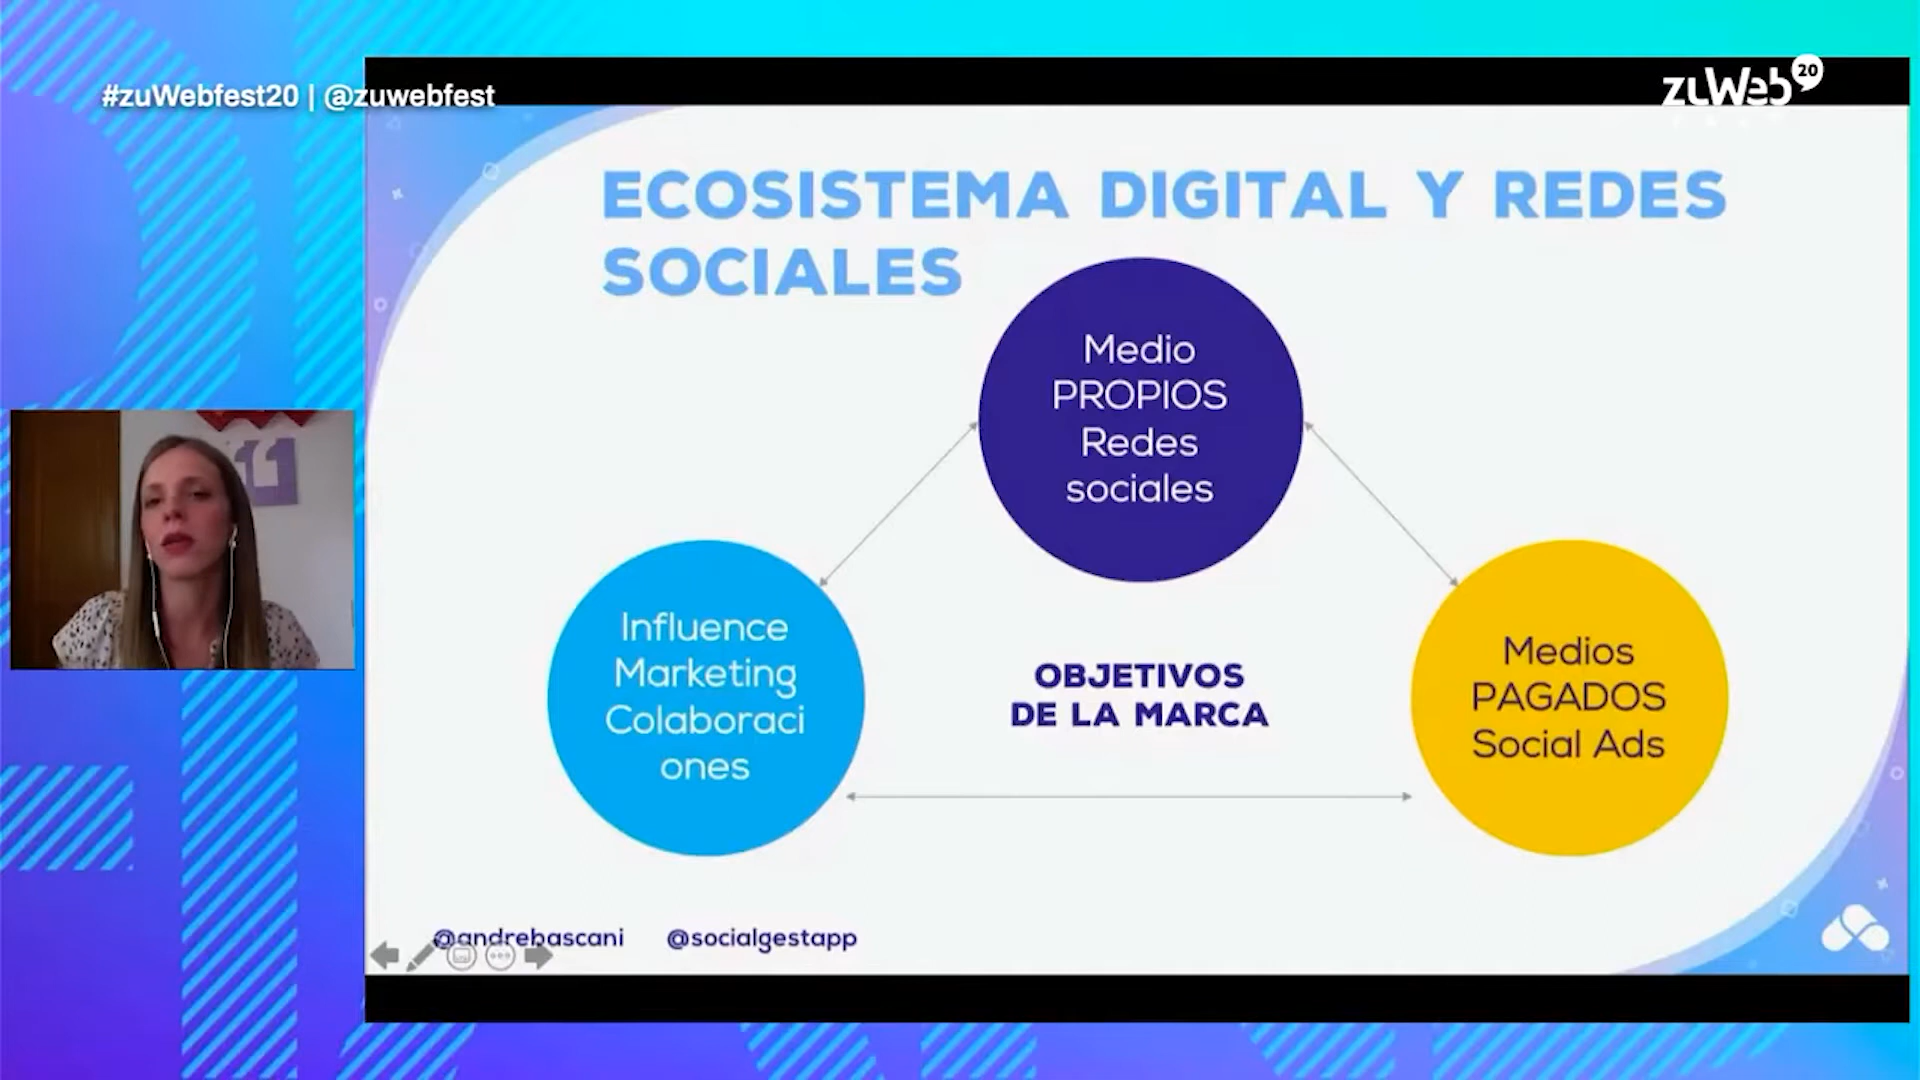 #zuWebfest20 | @zuwebfest
zuWeb 20
ECOSISTEMA DIGITAL Y REDES
SOCIALES
Medio
PROPIOS
Redes
sociales
Influence
Marketing
Colaboraci
ones
OBJETIVOS
DE LA MARCA
Medios
PAGADOS
Social Ads
@andrebascani @socialgestapp